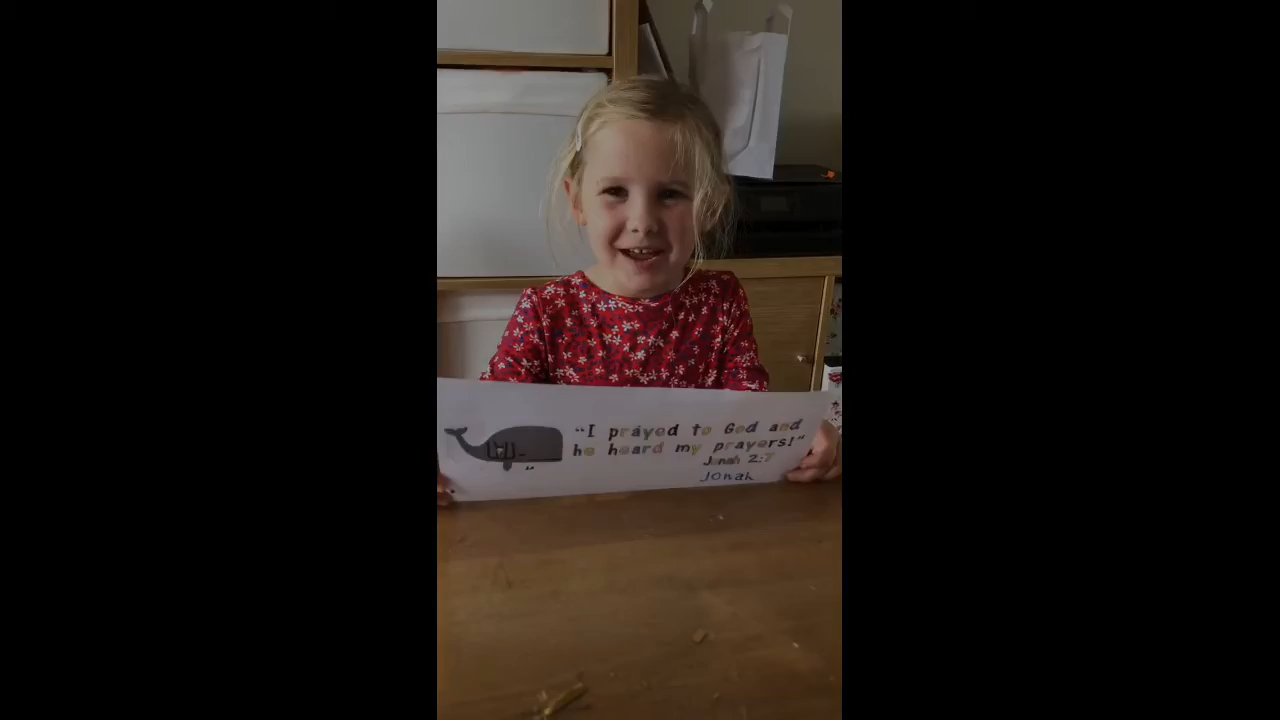 “I prayed to God and
he heard my prayers!”
Jonah 2:7
Jonah